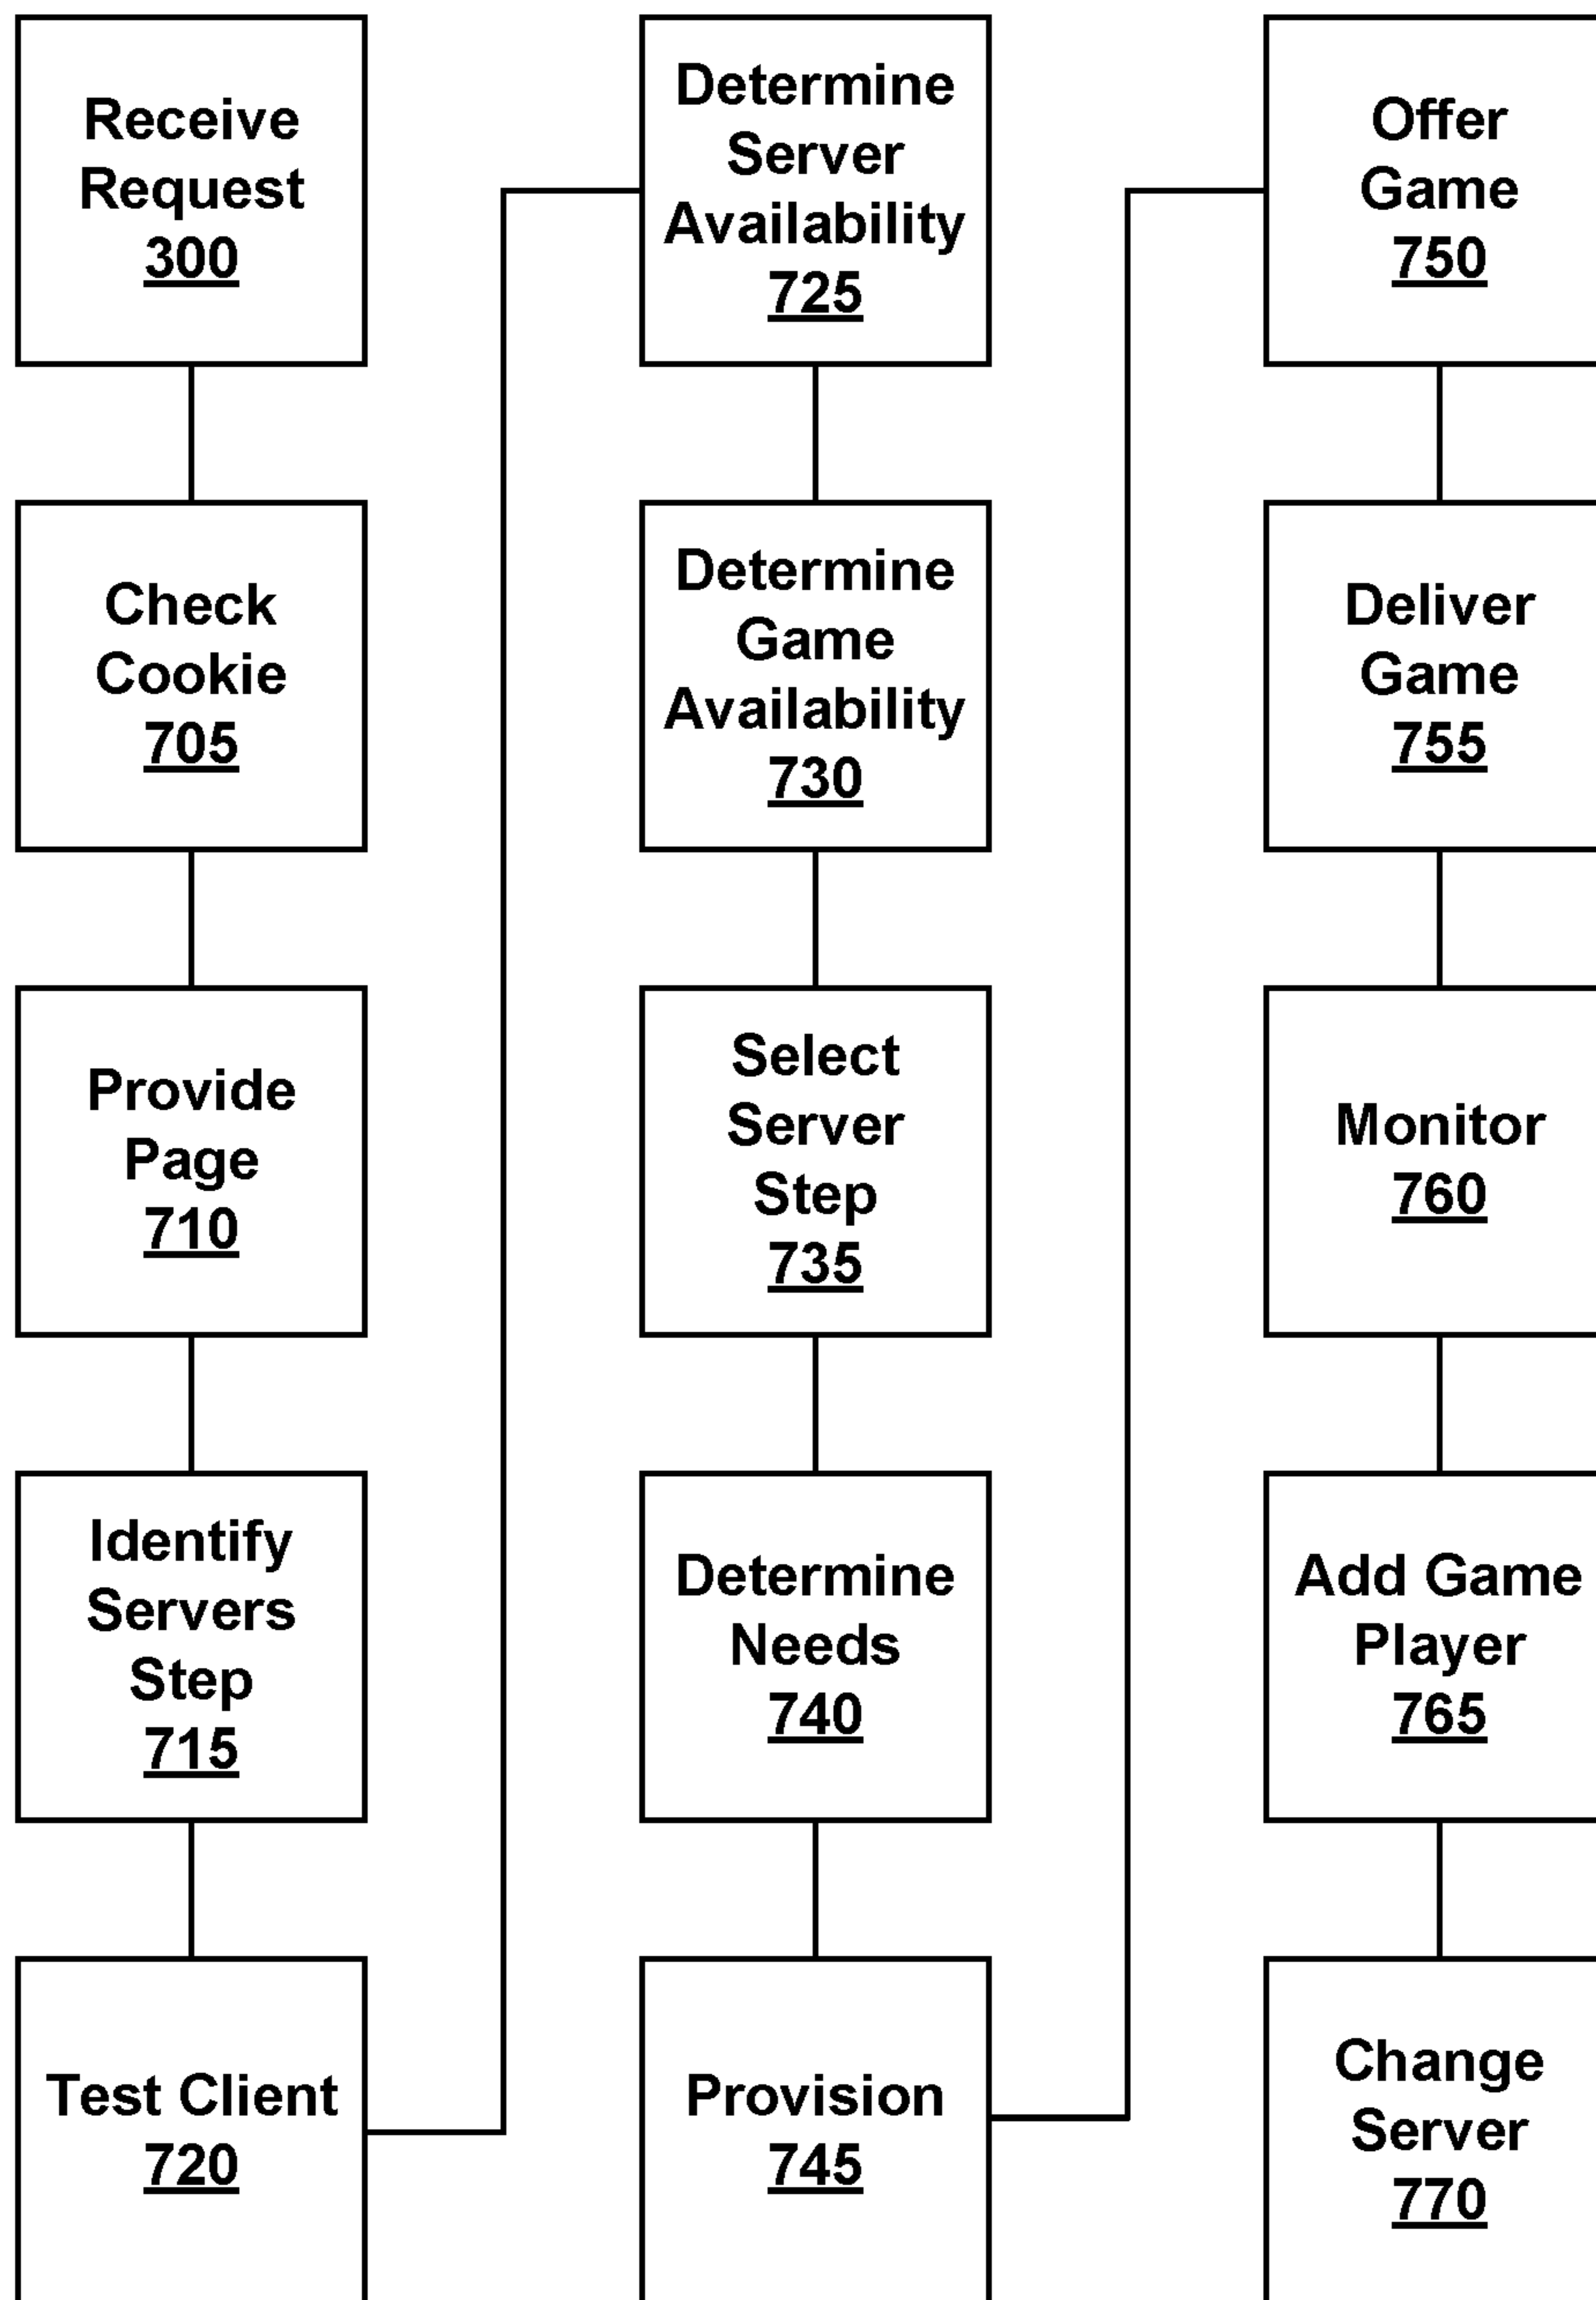 Receive
Request
300
Check
Cookie
705
Provide
Page
710
Identify
Servers
Step
715
Test Client
720
Determine
Server
Availability
725
Determine
Game
Availability
730
Select
Server
Step
735
Determine
Needs
740
Provision
745
Offer
Game
750
Deliver
Game
755
Monitor
760
Add Game
Player
765
Change
Server
770